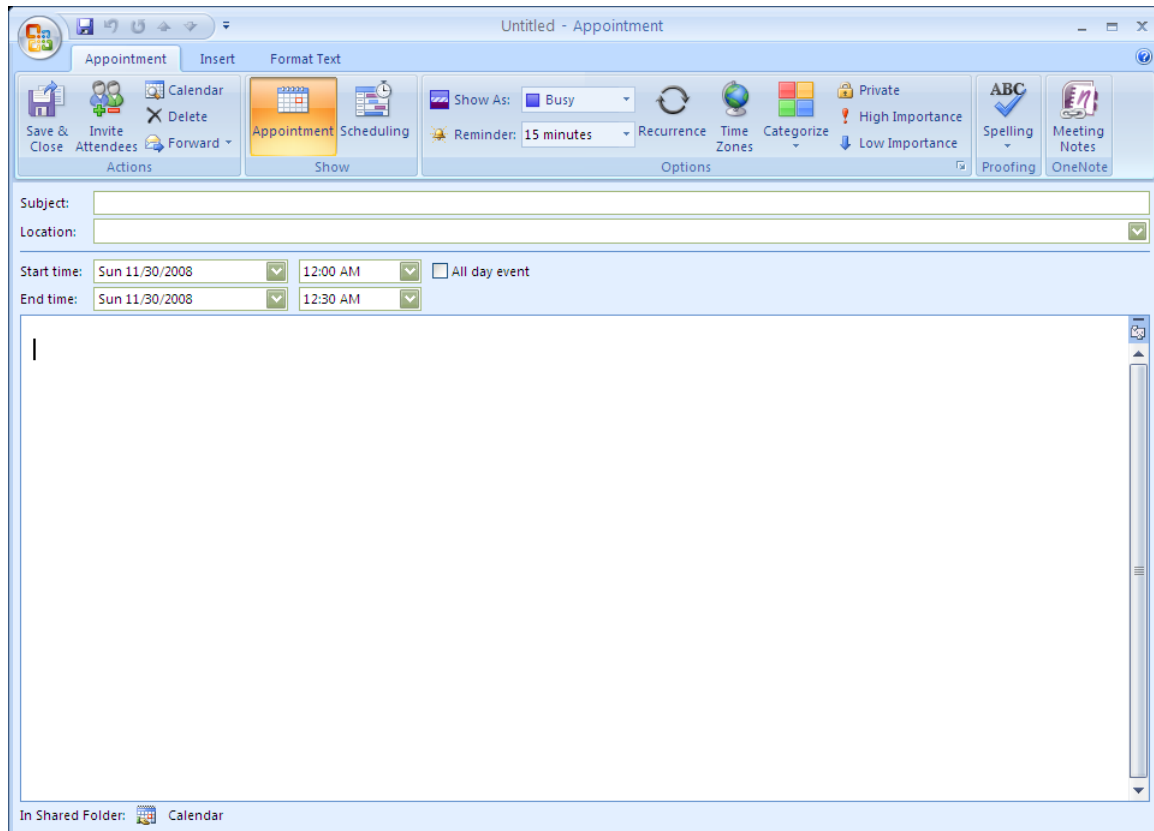 Untitled - Appointment
Appointment Insert Format Text
Save & Close
Invite Attendees
Calendar
Delete
Forward
Actions
Appointment
Scheduling
Show
Show As: Busy
Reminder: 15 minutes
Recurrence
Time Zones
Categorize
Private
High Importance
Low Importance
Options
ABC
Spelling
Proofing
Meeting Notes
OneNote
Subject:
Location:
Start time: Sun 11/30/2008 12:00 AM All day event
End time: Sun 11/30/2008 12:30 AM
In Shared Folder: Calendar